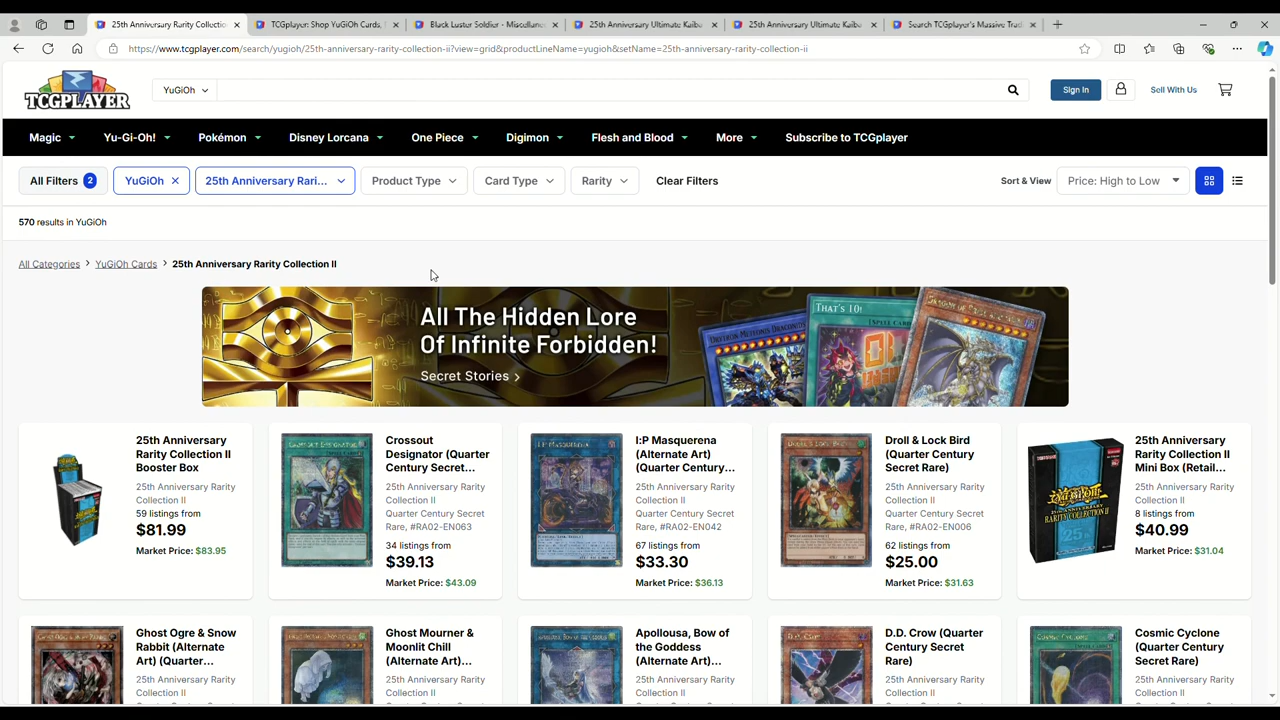 25th Anniversary Rarity Collectio
TCGplayer: Shop YuGiOh Cards,
Black Luster Soldier - Miscellane
25th Anniversary Ultimate Kaiba
25th Anniversary Ultimate Kaiba
Search TCGplayer's Massive Trad
https://www.tcgplayer.com/search/yugioh/25th-anniversary-rarity-collection-ii?view=grid&productLineName=yugioh&setName=25th-anniversary-rarity-collection-ii
TCGPLAYER
YuGiOh
Sign In
Sell With Us
Magic
Yu-Gi-Oh!
Pokémon
Disney Lorcana
One Piece
Digimon
Flesh and Blood
More
Subscribe to TCGplayer
All Filters 2
YuGiOh
25th Anniversary Rari...
Product Type
Card Type
Rarity
Clear Filters
Sort & View
Price: High to Low
570 results in YuGiOh
All Categories > YuGiOh Cards > 25th Anniversary Rarity Collection II
All The Hidden Lore
Of Infinite Forbidden!
Secret Stories >
THAT'S 10!
25th Anniversary
Rarity Collection II
Booster Box
25th Anniversary Rarity
Collection II
59 listings from
$81.99
Market Price: $83.95
Crossout
Designator (Quarter
Century Secret...
25th Anniversary Rarity
Collection II
Quarter Century Secret
Rare, #RA02-EN063
34 listings from
$39.13
Market Price: $43.09
I:P Masquerena
(Alternate Art)
(Quarter Century...
25th Anniversary Rarity
Collection II
Quarter Century Secret
Rare, #RA02-EN042
67 listings from
$33.30
Market Price: $36.13
Droll & Lock Bird
(Quarter Century
Secret Rare)
25th Anniversary Rarity
Collection II
Quarter Century Secret
Rare, #RA02-EN006
62 listings from
$25.00
Market Price: $31.63
25th Anniversary
Rarity Collection II
Mini Box (Retail...
25th Anniversary Rarity
Collection II
8 listings from
$40.99
Market Price: $31.04
Ghost Ogre & Snow
Rabbit (Alternate
Art) (Quarter...
25th Anniversary Rarity
Collection II
Ghost Mourner &
Moonlit Chill
(Alternate Art)...
25th Anniversary Rarity
Collection II
Apollousa, Bow of
the Goddess
(Alternate Art)...
25th Anniversary Rarity
Collection II
D.D. Crow (Quarter
Century Secret
Rare)
25th Anniversary Rarity
Collection II
Cosmic Cyclone
(Quarter Century
Secret Rare)
25th Anniversary Rarity
Collection II